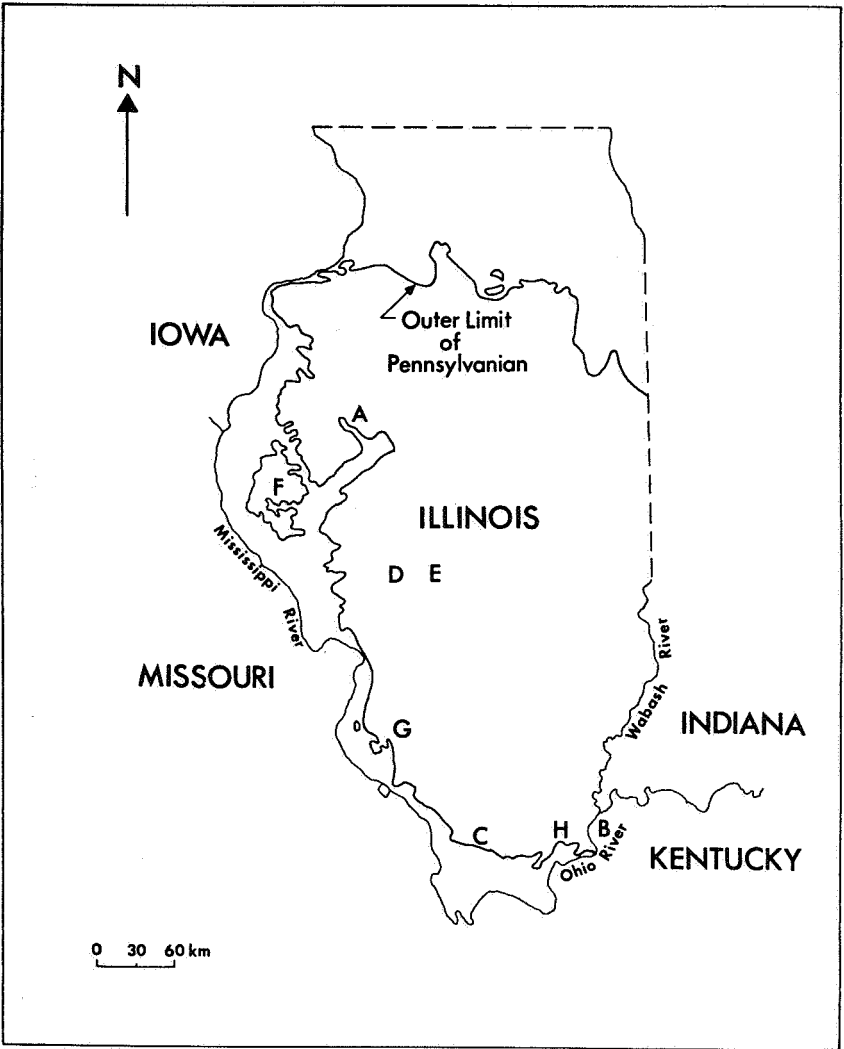 N
Outer Limit
of
Pennsylvanian
IOWA
A
F
ILLINOIS
D E
Mississippi
River
MISSOURI
Wabash
River
INDIANA
G
C
H
B
Ohio River
KENTUCKY
0 30 60 km